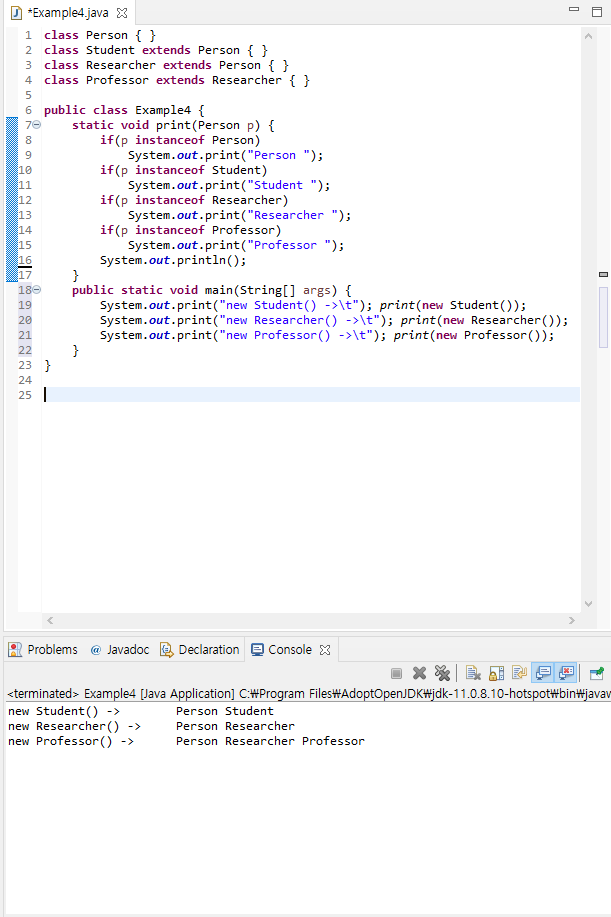 *Example4.java
1 class Person { }
2 class Student extends Person { }
3 class Researcher extends Person { }
4 class Professor extends Researcher { }
5
6 public class Example4 {
7 static void print(Person p) {
8 if(p instanceof Person)
9 System.out.print("Person ");
10 if(p instanceof Student)
11 System.out.print("Student ");
12 if(p instanceof Researcher)
13 System.out.print("Researcher ");
14 if(p instanceof Professor)
15 System.out.print("Professor ");
16 System.out.println();
17 }
18 public static void main(String[] args) {
19 System.out.print("new Student() ->\t"); print(new Student());
20 System.out.print("new Researcher() ->\t"); print(new Researcher());
21 System.out.print("new Professor() ->\t"); print(new Professor());
22 }
23 }
24
25
Problems @ Javadoc Declaration Console
<terminated> Example4 [Java Application] C:₩Program Files₩AdoptOpenJDK₩jdk-11.0.8.10-hotspot₩bin₩javaw
new Student() -> Person Student
new Researcher() -> Person Researcher
new Professor() -> Person Researcher Professor